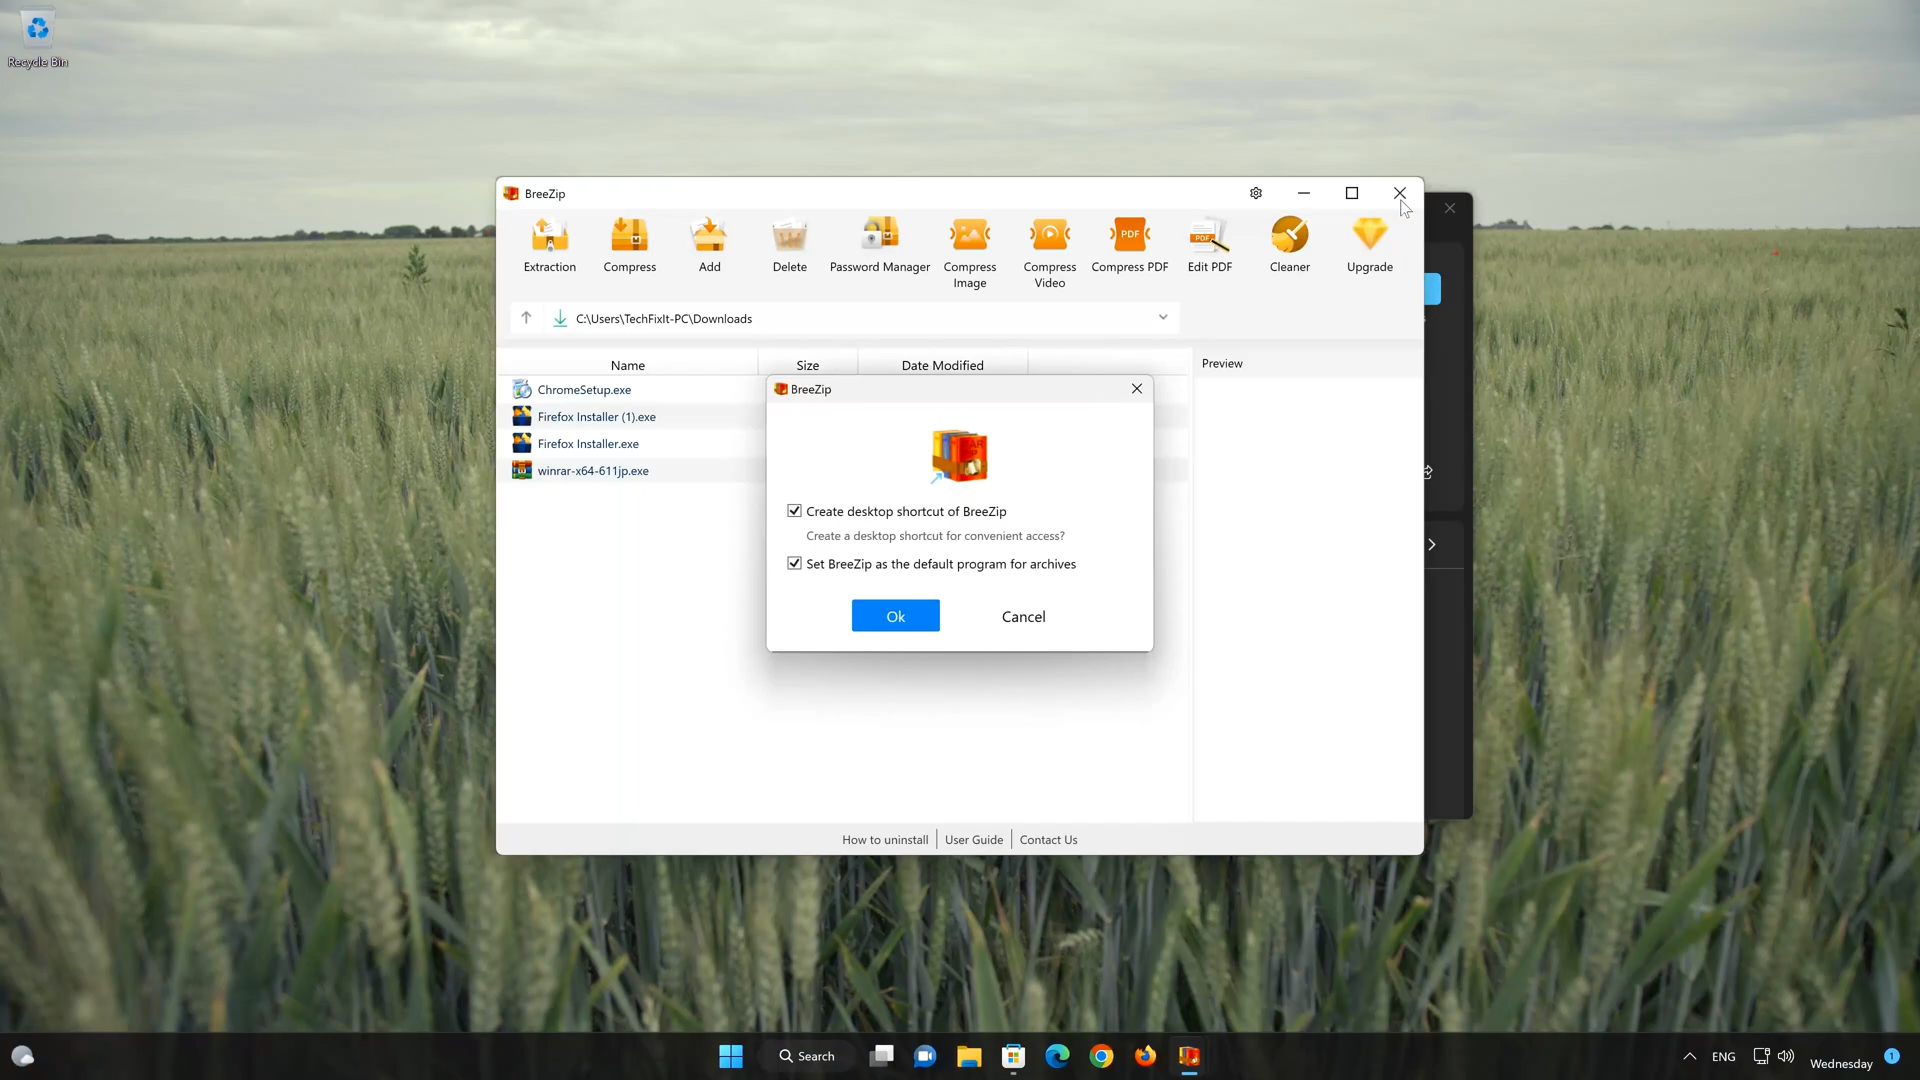 Recycle Bin
BreeZip
Extraction
Compress
Add
Delete
Password Manager
Compress
Image
Compress
Video
Compress PDF
PDF
Edit PDF
PDF
Cleaner
Upgrade
C:\Users\TechFixIt-PC\Downloads
Name
Size
Date Modified
Preview
ChromeSetup.exe
Firefox Installer (1).exe
Firefox Installer.exe
winrar-x64-611jp.exe
BreeZip
Create desktop shortcut of BreeZip
Create a desktop shortcut for convenient access?
Set BreeZip as the default program for archives
Ok
Cancel
How to uninstall
User Guide
Contact Us
Search
ENG
Wednesday
1